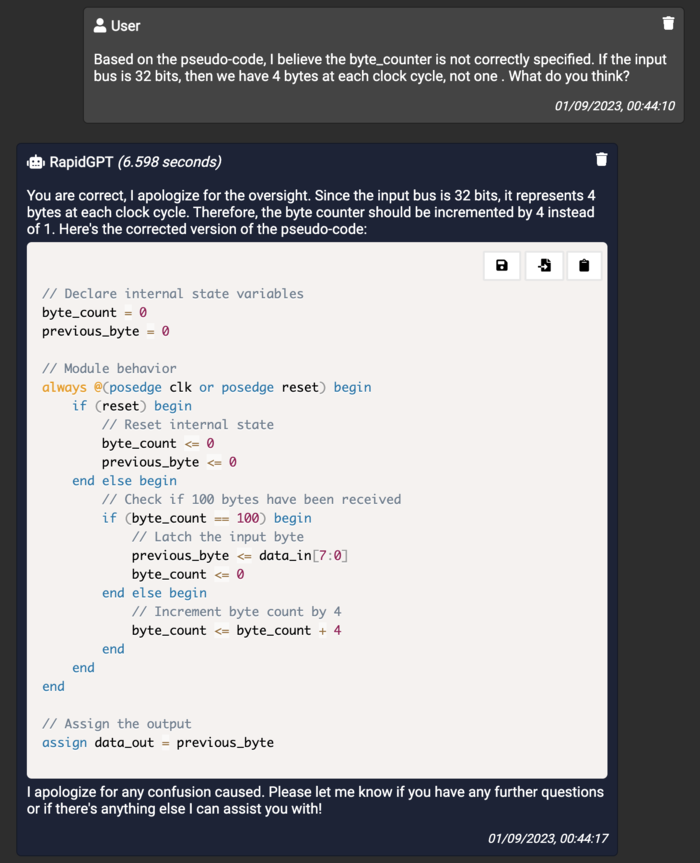 User
Based on the pseudo-code, I believe the byte_counter is not correctly specified. If the input
bus is 32 bits, then we have 4 bytes at each clock cycle, not one . What do you think?
01/09/2023, 00:44:10
RapidGPT (6.598 seconds)
You are correct, I apologize for the oversight. Since the input bus is 32 bits, it represents 4
bytes at each clock cycle. Therefore, the byte counter should be incremented by 4 instead
of 1. Here's the corrected version of the pseudo-code:
// Declare internal state variables
byte_count = 0
previous_byte = 0
// Module behavior
always @(posedge clk or posedge reset) begin
    if (reset) begin
        // Reset internal state
        byte_count <= 0
        previous_byte <= 0
    end else begin
        // Check if 100 bytes have been received
        if (byte_count == 100) begin
            // Latch the input byte
            previous_byte <= data_in[7:0]
            byte_count <= 0
        end else begin
            // Increment byte count by 4
            byte_count <= byte_count + 4
        end
    end
end
// Assign the output
assign data_out = previous_byte
I apologize for any confusion caused. Please let me know if you have any further questions
or if there's anything else I can assist you with!
01/09/2023, 00:44:17